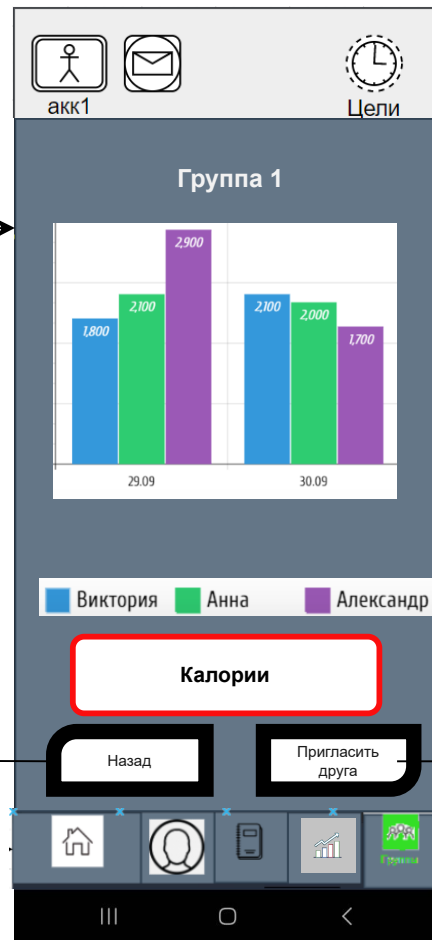 акк1
Цели
Группа 1
2,900
2,100
1,800
2,100
2,000
1,700
29.09
30.09
Виктория
Анна
Александр
Калории
Назад
Пригласить
друга
Группы